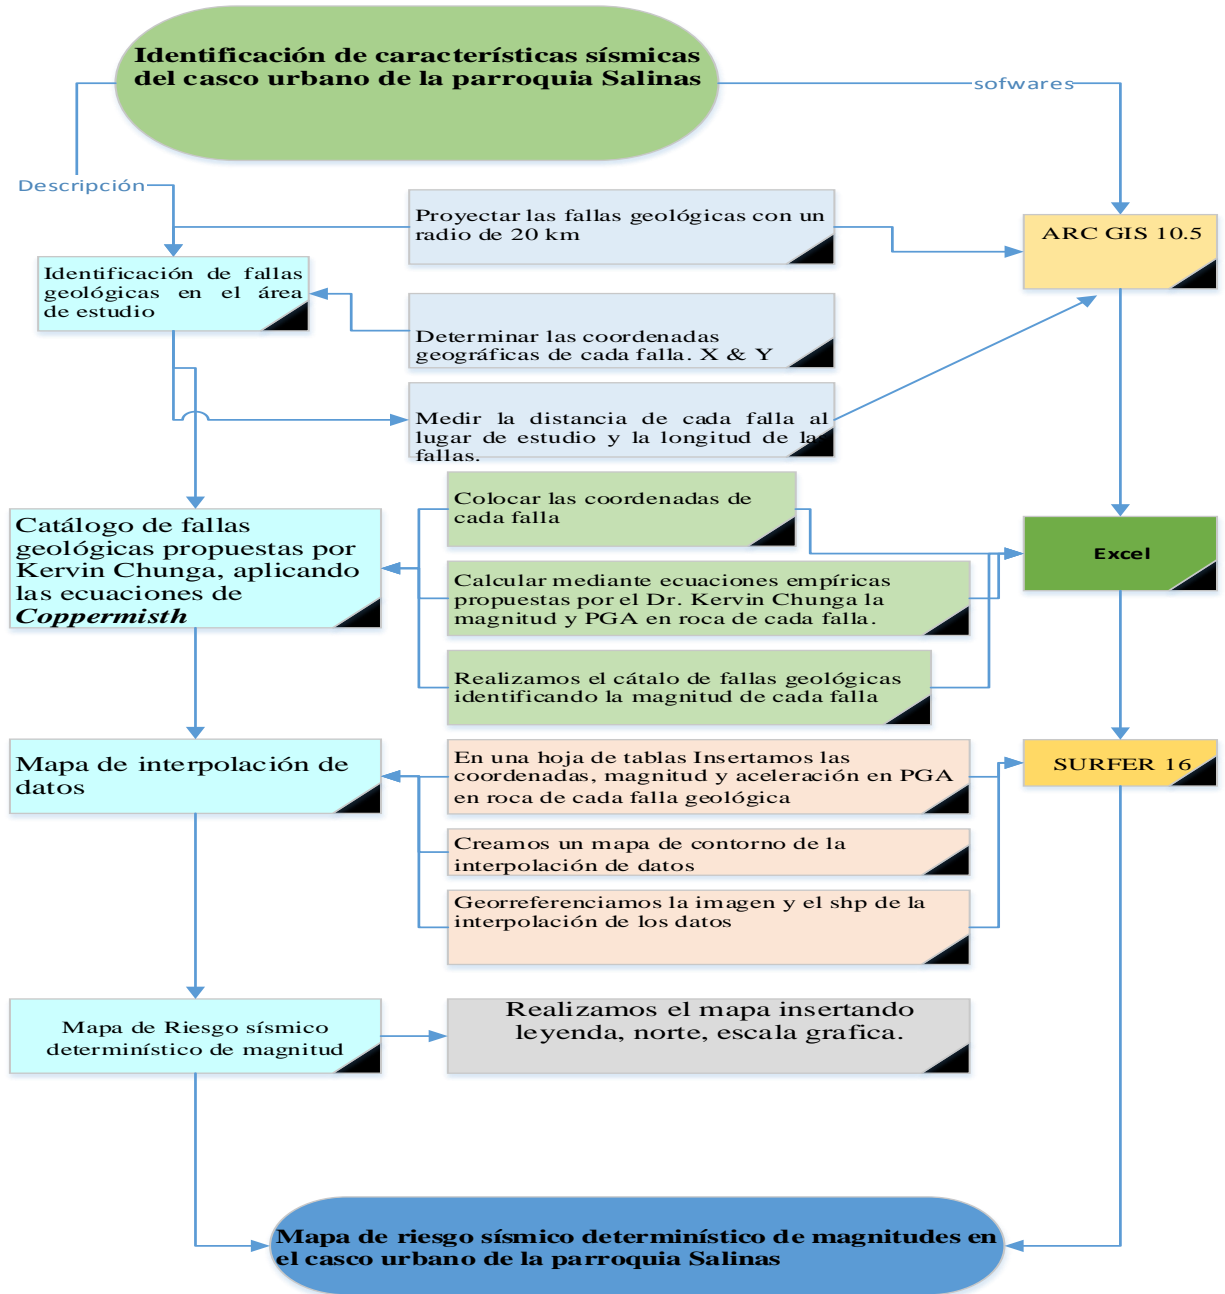 Identificación de características sísmicas
del casco urbano de la parroquia Salinas
sofwares
Descripción
Proyectar las fallas geológicas con un
radio de 20 km
ARC GIS 10.5
Identificación de fallas
geológicas en el área
de estudio
Determinar las coordenadas
geográficas de cada falla. X & Y
Medir la distancia de cada falla al
lugar de estudio y la longitud de las
fallas.
Colocar las coordenadas de
cada falla
Catálogo de fallas
geológicas propuestas por
Kervin Chunga, aplicando
las ecuaciones de
Coppermisth
Excel
Calcular mediante ecuaciones empíricas
propuestas por el Dr. Kervin Chunga la
magnitud y PGA en roca de cada falla.
Realizamos el cátalo de fallas geológicas
identificando la magnitud de cada falla
Mapa de interpolación de
datos
En una hoja de tablas Insertamos las
coordenadas, magnitud y aceleración en PGA
en roca de cada falla geológica
SURFER 16
Creamos un mapa de contorno de la
interpolación de datos
Georreferenciamos la imagen y el shp de la
interpolación de los datos
Mapa de Riesgo sísmico
determinístico de magnitud
Realizamos el mapa insertando
leyenda, norte, escala grafica.
Mapa de riesgo sísmico determinístico de magnitudes en
el casco urbano de la parroquia Salinas